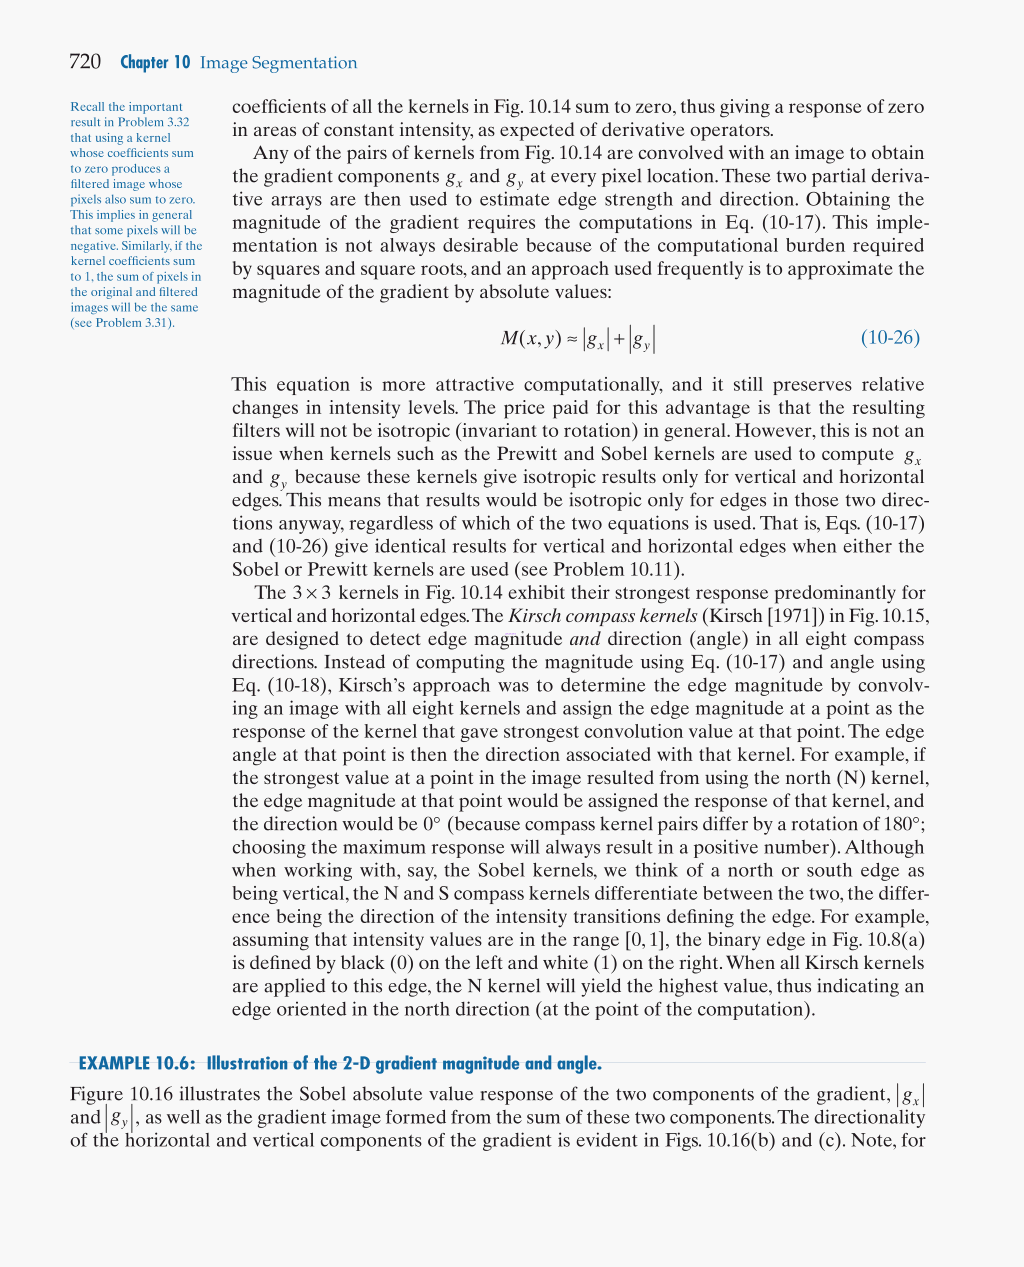 720 Chapter 10 Image Segmentation
Recall the important
result in Problem 3.32
that using a kernel
whose coefficients sum
to zero produces a
filtered image whose
pixels also sum to zero.
This implies in general
that some pixels will be
negative. Similarly, if the
kernel coefficients sum
to 1, the sum of pixels in
the original and filtered
images will be the same
(see Problem 3.31).
coefficients of all the kernels in Fig. 10.14 sum to zero, thus giving a response of zero
in areas of constant intensity, as expected of derivative operators.
Any of the pairs of kernels from Fig. 10.14 are convolved with an image to obtain
the gradient components g_x and g_y at every pixel location. These two partial deriva-
tive arrays are then used to estimate edge strength and direction. Obtaining the
magnitude of the gradient requires the computations in Eq. (10-17). This imple-
mentation is not always desirable because of the computational burden required
by squares and square roots, and an approach used frequently is to approximate the
magnitude of the gradient by absolute values:
M(x, y) ≈ |g_x| + |g_y| (10-26)
This equation is more attractive computationally, and it still preserves relative
changes in intensity levels. The price paid for this advantage is that the resulting
filters will not be isotropic (invariant to rotation) in general. However, this is not an
issue when kernels such as the Prewitt and Sobel kernels are used to compute g_x
and g_y because these kernels give isotropic results only for vertical and horizontal
edges. This means that results would be isotropic only for edges in those two direc-
tions anyway, regardless of which of the two equations is used. That is, Eqs. (10-17)
and (10-26) give identical results for vertical and horizontal edges when either the
Sobel or Prewitt kernels are used (see Problem 10.11).
The 3 × 3 kernels in Fig. 10.14 exhibit their strongest response predominantly for
vertical and horizontal edges. The Kirsch compass kernels (Kirsch [1971]) in Fig. 10.15,
are designed to detect edge magnitude and direction (angle) in all eight compass
directions. Instead of computing the magnitude using Eq. (10-17) and angle using
Eq. (10-18), Kirsch's approach was to determine the edge magnitude by convolv-
ing an image with all eight kernels and assign the edge magnitude at a point as the
response of the kernel that gave strongest convolution value at that point. The edge
angle at that point is then the direction associated with that kernel. For example, if
the strongest value at a point in the image resulted from using the north (N) kernel,
the edge magnitude at that point would be assigned the response of that kernel, and
the direction would be 0° (because compass kernel pairs differ by a rotation of 180°;
choosing the maximum response will always result in a positive number). Although
when working with, say, the Sobel kernels, we think of a north or south edge as
being vertical, the N and S compass kernels differentiate between the two, the differ-
ence being the direction of the intensity transitions defining the edge. For example,
assuming that intensity values are in the range [0, 1], the binary edge in Fig. 10.8(a)
is defined by black (0) on the left and white (1) on the right. When all Kirsch kernels
are applied to this edge, the N kernel will yield the highest value, thus indicating an
edge oriented in the north direction (at the point of the computation).
EXAMPLE 10.6: Illustration of the 2-D gradient magnitude and angle.
Figure 10.16 illustrates the Sobel absolute value response of the two components of the gradient, |g_x|
and |g_y|, as well as the gradient image formed from the sum of these two components. The directionality
of the horizontal and vertical components of the gradient is evident in Figs. 10.16(b) and (c). Note, for